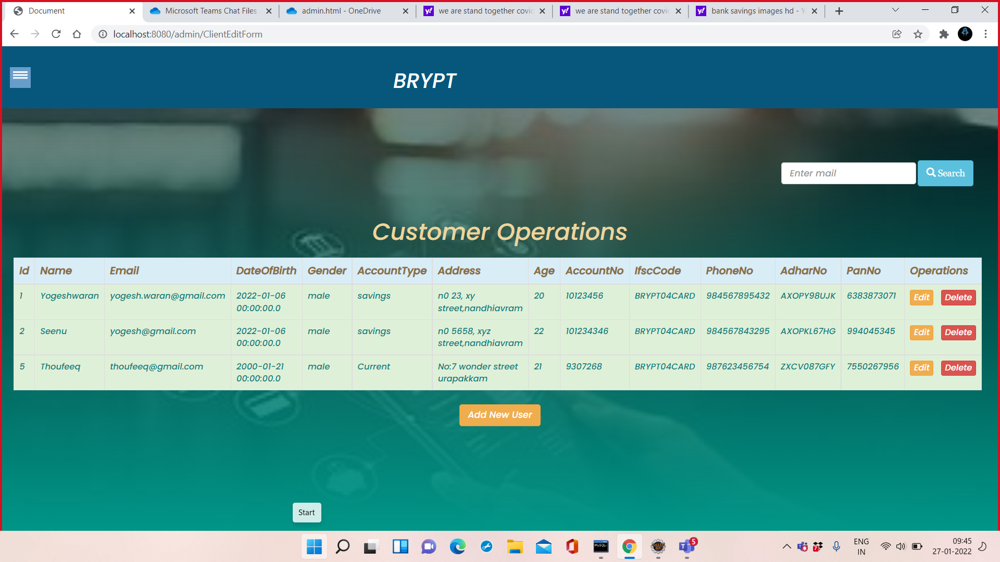 Document
Microsoft Teams Chat Files
admin.html - OneDrive
we are stand together covi
we are stand together covi
bank savings images hd - Y
localhost:8080/admin/ClientEditForm
BRYPT
Enter mail
Search
Customer Operations
Id Name Email DateOfBirth Gender AccountType Address Age AccountNo IfscCode PhoneNo AdharNo PanNo Operations
1 Yogeshwaran yogesh.waran@gmail.com 2022-01-06 male savings n0 23, xy 20 10123456 BRYPT04CARD 984567895432 AXOPY98UJK 6383873071 Edit Delete
00:00:00.0 street,nandhiavram
2 Seenu yogesh@gmail.com 2022-01-06 male savings n0 5658, xyz 22 101234346 BRYPT04CARD 984567843295 AXOPKL67HG 994045345 Edit Delete
00:00:00.0 street,nandhiavram
5 Thoufeeq thoufeeq@gmail.com 2000-01-21 male Current No:7 wonder street 21 9307268 BRYPT04CARD 987623456754 ZXCV087GFY 7550267956 Edit Delete
00:00:00.0 urapakkam
Add New User
Start
ENG
IN
09:45
27-01-2022